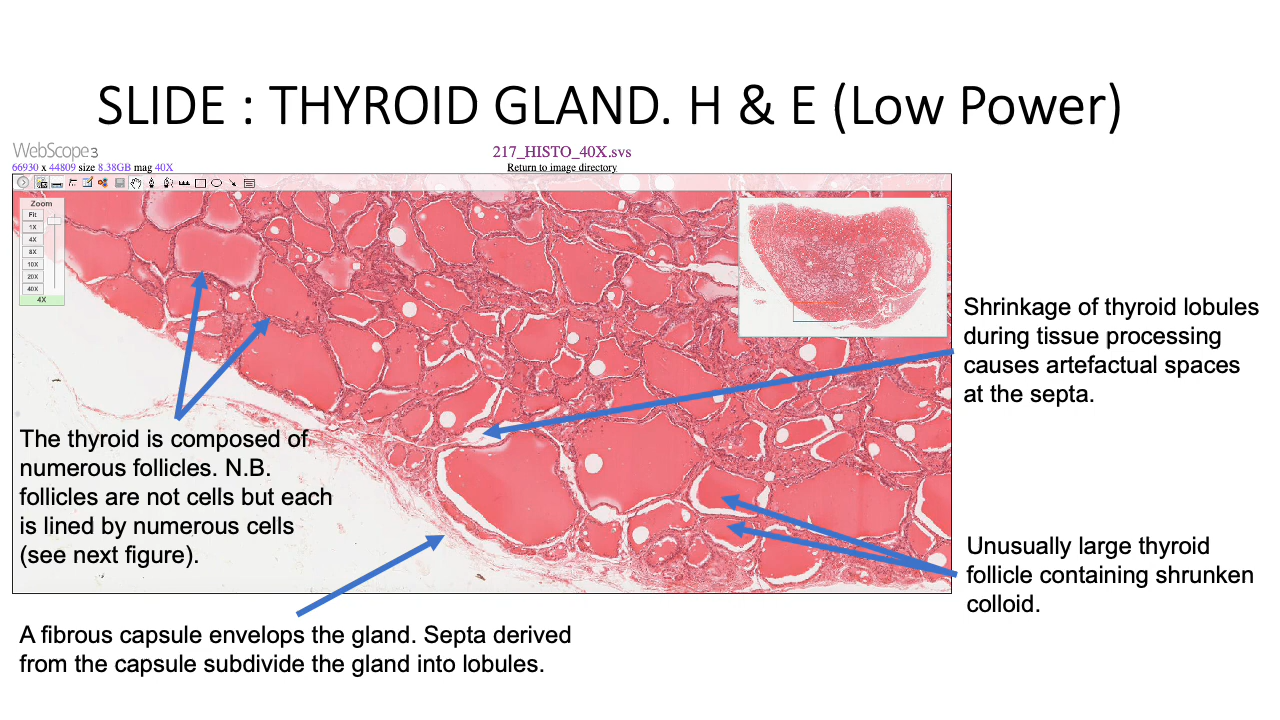 SLIDE : THYROID GLAND. H & E (Low Power)
WebScope3
217_HISTO_40X.svs
66930 x 44809 size 8.38GB mag 40X
Return to image directory
Zoom
Fit
1X
4X
8X
10X
20X
40X
4X
Shrinkage of thyroid lobules
during tissue processing
causes artefactual spaces
at the septa.
The thyroid is composed of
numerous follicles. N.B.
follicles are not cells but each
is lined by numerous cells
(see next figure).
Unusually large thyroid
follicle containing shrunken
colloid.
A fibrous capsule envelops the gland. Septa derived
from the capsule subdivide the gland into lobules.